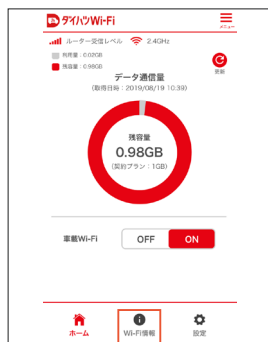 ダイハツWi-Fi
メニュー
ルーター受信レベル 2.4GHz
利用量：0.02GB
残容量：0.98GB
更新
データ通信量
(取得日時：2019/08/19 10:39)
残容量
0.98GB
(契約プラン：1GB)
車載Wi-Fi OFF ON
ホーム Wi-Fi情報 設定